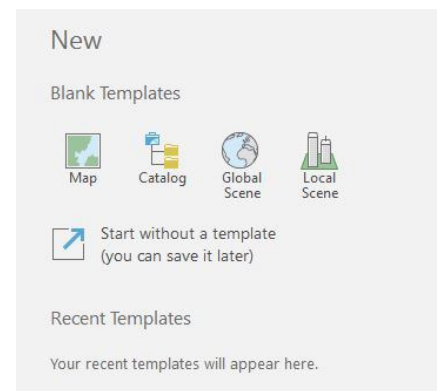 New
Blank Templates
Map Catalog Global Scene Local Scene
Start without a template
(you can save it later)
Recent Templates
Your recent templates will appear here.